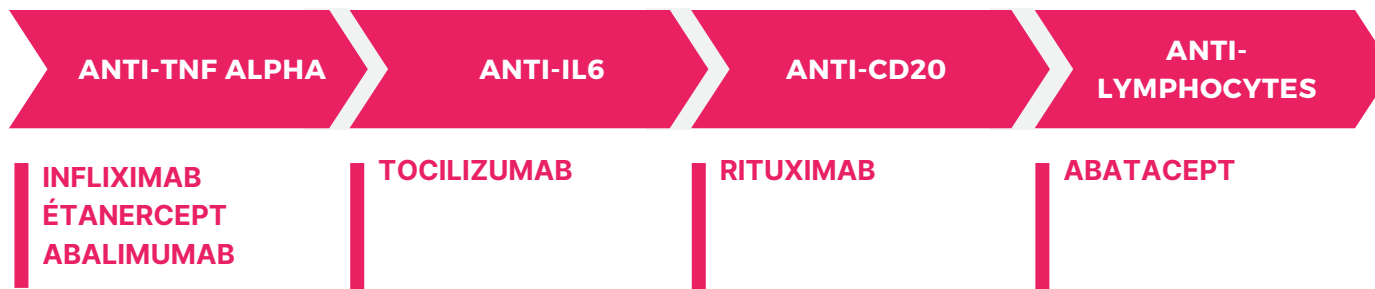 ANTI-TNF ALPHA
ANTI-IL6
ANTI-CD20
ANTI-
LYMPHOCYTES
INFLIXIMAB
ÉTANERCEPT
ABALIMUMAB
TOCILIZUMAB
RITUXIMAB
ABATACEPT